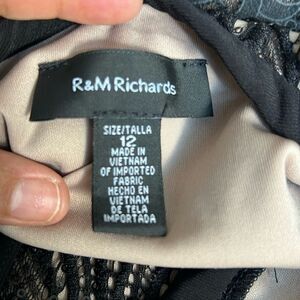 R&M Richards
SIZE/TALLA
12
MADE IN
VIETNAM
OF IMPORTED
FABRIC
HECHO EN
VIETNAM
DE TELA
IMPORTADA